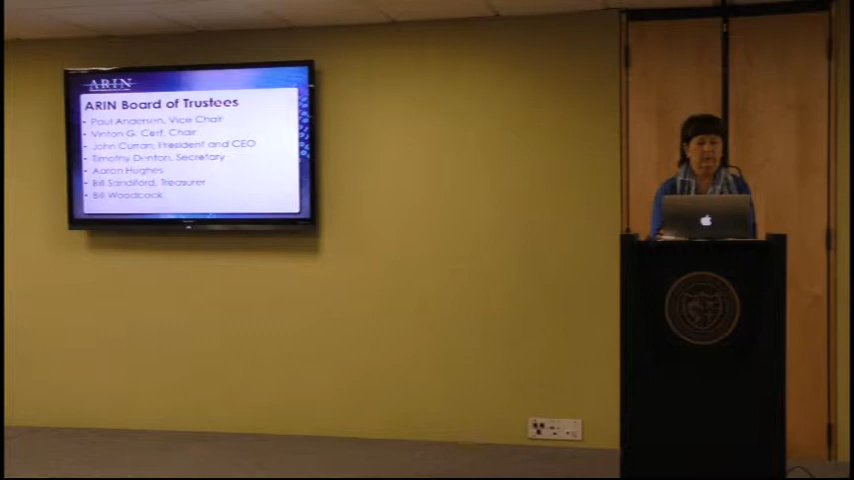 ARIN
ARIN Board of Trustees
• Paul Andersen, Vice Chair
• Vinton G. Cerf, Chair
• John Curran, President and CEO
• Timothy Denton, Secretary
• Aaron Hughes
• Bill Sandiford, Treasurer
• Bill Woodcock